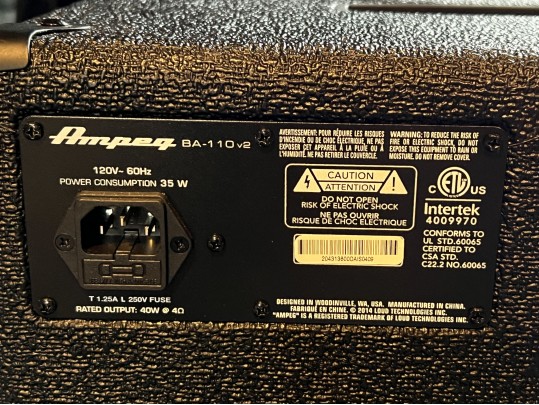 Ampeg BA-110v2
120V~ 60Hz
POWER CONSUMPTION 35 W
T 1.25A L 250V FUSE
RATED OUTPUT: 40W @ 4Ω
AVERTISSEMENT: POUR RÉDUIRE LES RISQUES
D'INCENDIE OU DE CHOC ÉLECTRIQUE, NE PAS
EXPOSER CET APPAREIL À LA PLUIE OU À
L'HUMIDITÉ. NE PAS RETIRER LE COUVERCLE.
WARNING: TO REDUCE THE RISK OF
FIRE OR ELECTRIC SHOCK, DO NOT
EXPOSE THIS EQUIPMENT TO RAIN OR
MOISTURE. DO NOT REMOVE COVER.
CAUTION
ATTENTION
DO NOT OPEN
RISK OF ELECTRIC SHOCK
NE PAS OUVRIR
RISQUE DE CHOC ELECTRIQUE
C ETL US
Intertek
4009970
CONFORMS TO
UL STD.60065
CERTIFIED TO
CSA STD.
C22.2 NO.60065
DESIGNED IN WOODINVILLE, WA, USA. MANUFACTURED IN CHINA.
FABRIQUÉ EN CHINE. © 2014 LOUD TECHNOLOGIES INC.
"AMPEG" IS A REGISTERED TRADEMARK OF LOUD TECHNOLOGIES INC.